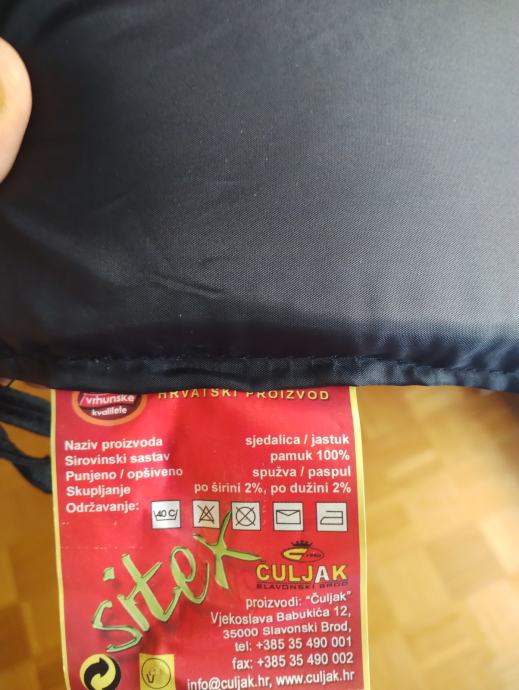 vrhunske
kvalitete
HRVATSKI PROIZVOD
Naziv proizvoda sjedalica / jastuk
Sirovinski sastav pamuk 100%
Punjeno / opšiveno spužva / paspul
Skupljanje po širini 2%, po dužini 2%
Održavanje: 40 C
sitex
ČULJAK
SLAVONSKI BROD
proizvodi: "Čuljak"
Vjekoslava Babukića 12,
35000 Slavonski Brod,
tel: +385 35 490 001
fax: +385 35 490 002
info@culjak.hr, www.culjak.hr